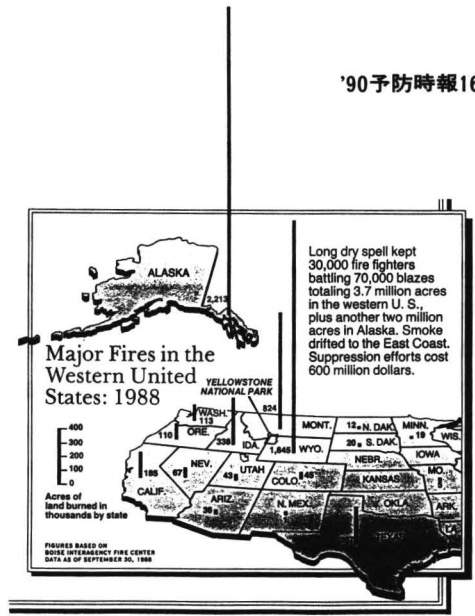 '90予防時報16
ALASKA
2,213
Long dry spell kept
30,000 fire fighters
battling 70,000 blazes
totaling 3.7 million acres
in the western U. S.,
plus another two million
acres in Alaska. Smoke
drifted to the East Coast.
Suppression efforts cost
600 million dollars.
Major Fires in the
Western United
States: 1988
YELLOWSTONE
NATIONAL PARK
824
WASH.
113
MONT.
12 N. DAK.
MINN.
19
WIS.
110
ORE.
336
IDA.
1,645
WYO.
20 S. DAK.
IOWA
NEBR.
400
300
200
100
0
185
67
NEV.
43
UTAH
COLO.
45
KANSAS
MO.
CALIF.
Acres of
land burned in
thousands by state
ARIZ.
38
N. MEX.
OKLA.
ARK.
TEXAS
LA.
FIGURES BASED ON
BOISE INTERAGENCY FIRE CENTER
DATA AS OF SEPTEMBER 30, 1988